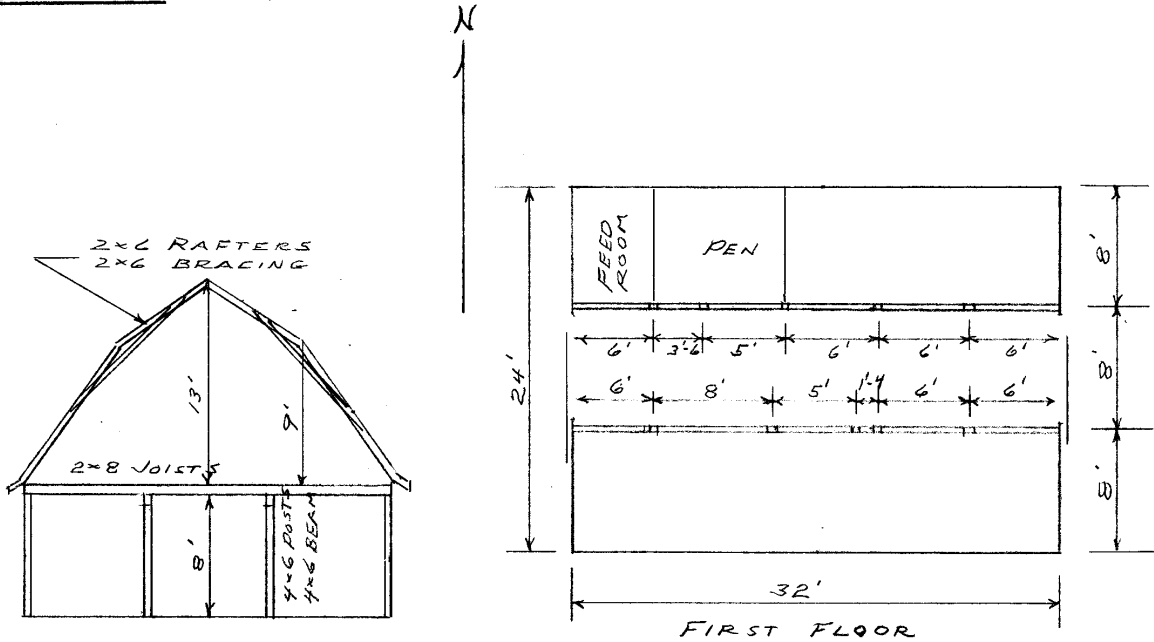 N
2×6 RAFTERS
2×6 BRACING
13'
9'
2×8 JOISTS
8'
4×6 POSTS
4×6 BEAM
FEED
ROOM
PEN
6' 3'-6 5' 6' 6' 6'
6' 8' 5' 1'-4 6' 6'
24'
8'
8'
8'
32'
FIRST FLOOR